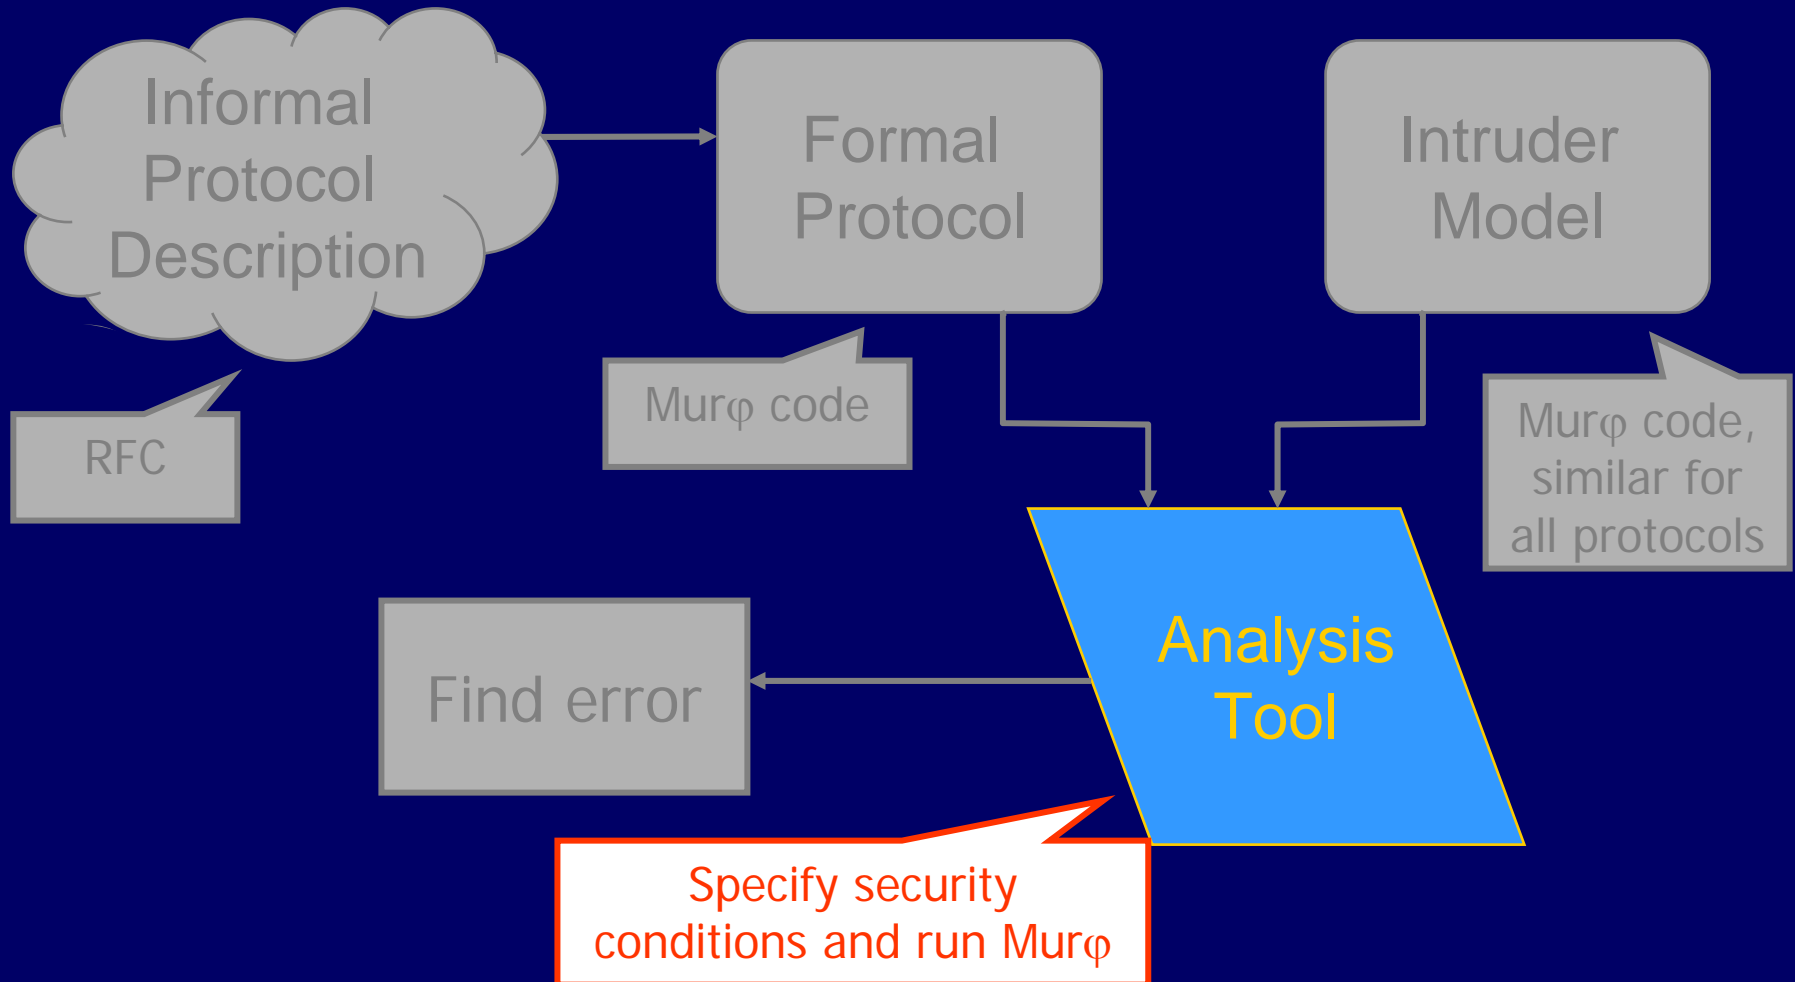 Informal
Protocol
Description
Formal
Protocol
Intruder
Model
RFC
Murφ code
Murφ code,
similar for
all protocols
Analysis
Tool
Find error
Specify security
conditions and run Murφ